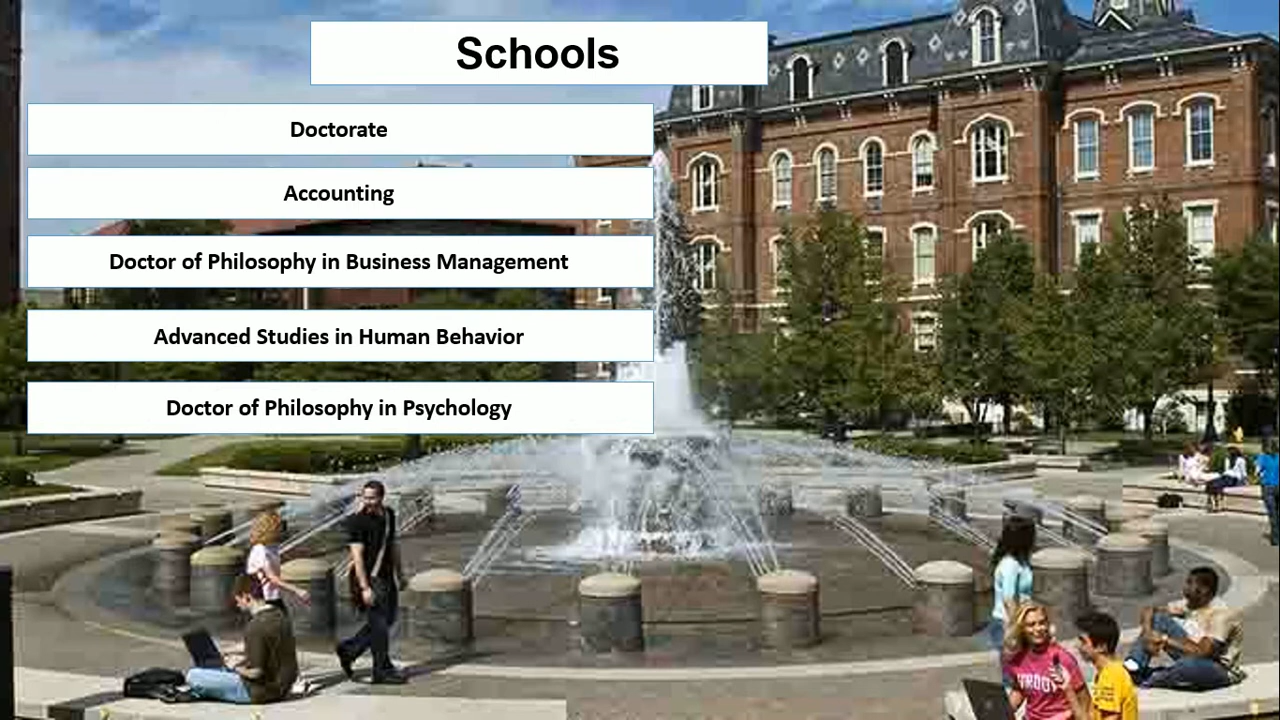 Schools
Doctorate
Accounting
Doctor of Philosophy in Business Management
Advanced Studies in Human Behavior
Doctor of Philosophy in Psychology